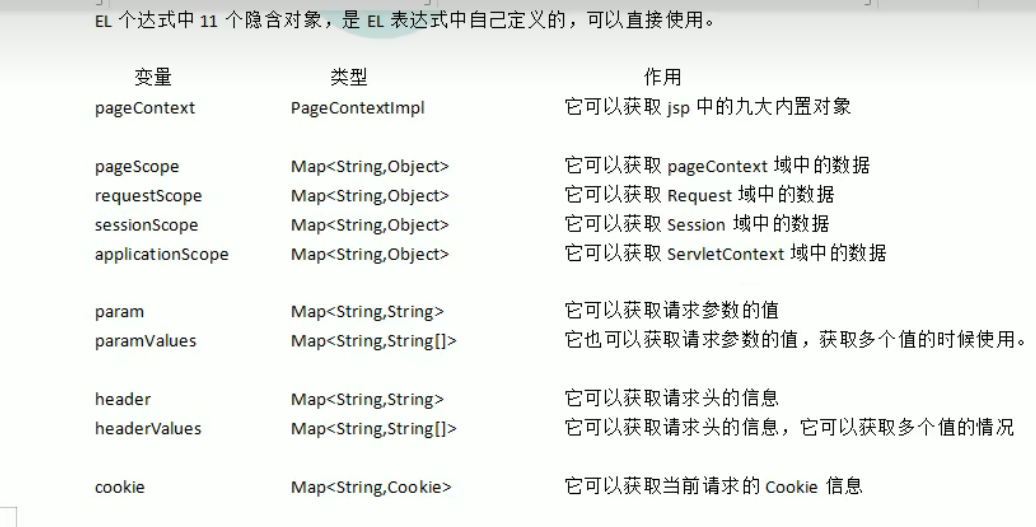 EL 个达式中 11 个隐含对象，是 EL 表达式中自己定义的，可以直接使用。
变量 类型 作用
pageContext PageContextImpl 它可以获取 jsp 中的九大内置对象
pageScope Map<String,Object> 它可以获取 pageContext 域中的数据
requestScope Map<String,Object> 它可以获取 Request 域中的数据
sessionScope Map<String,Object> 它可以获取 Session 域中的数据
applicationScope Map<String,Object> 它可以获取 ServletContext 域中的数据
param Map<String,String> 它可以获取请求参数的值
paramValues Map<String,String[]> 它也可以获取请求参数的值，获取多个值的时候使用。
header Map<String,String> 它可以获取请求头的信息
headerValues Map<String,String[]> 它可以获取请求头的信息，它可以获取多个值的情况
cookie Map<String,Cookie> 它可以获取当前请求的 Cookie 信息